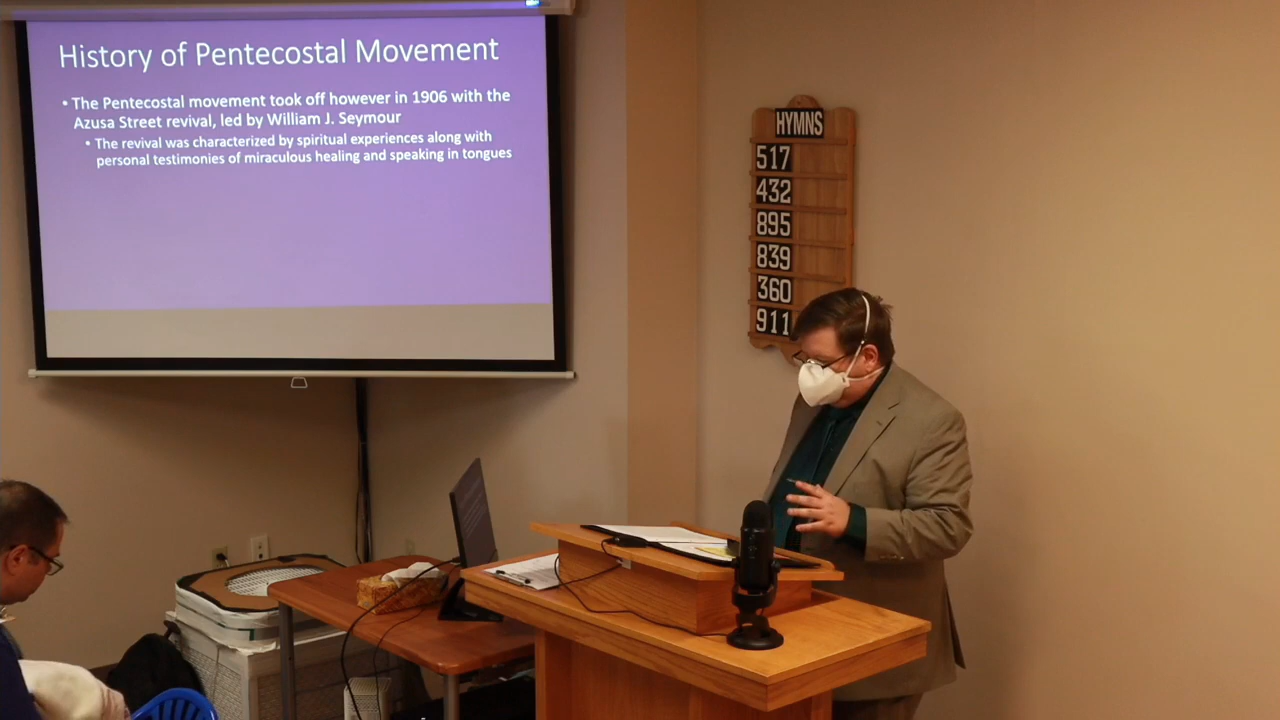 History of Pentecostal Movement
• The Pentecostal movement took off however in 1906 with the
Azusa Street revival, led by William J. Seymour
• The revival was characterized by spiritual experiences along with
personal testimonies of miraculous healing and speaking in tongues
HYMNS
517
432
895
839
360
911